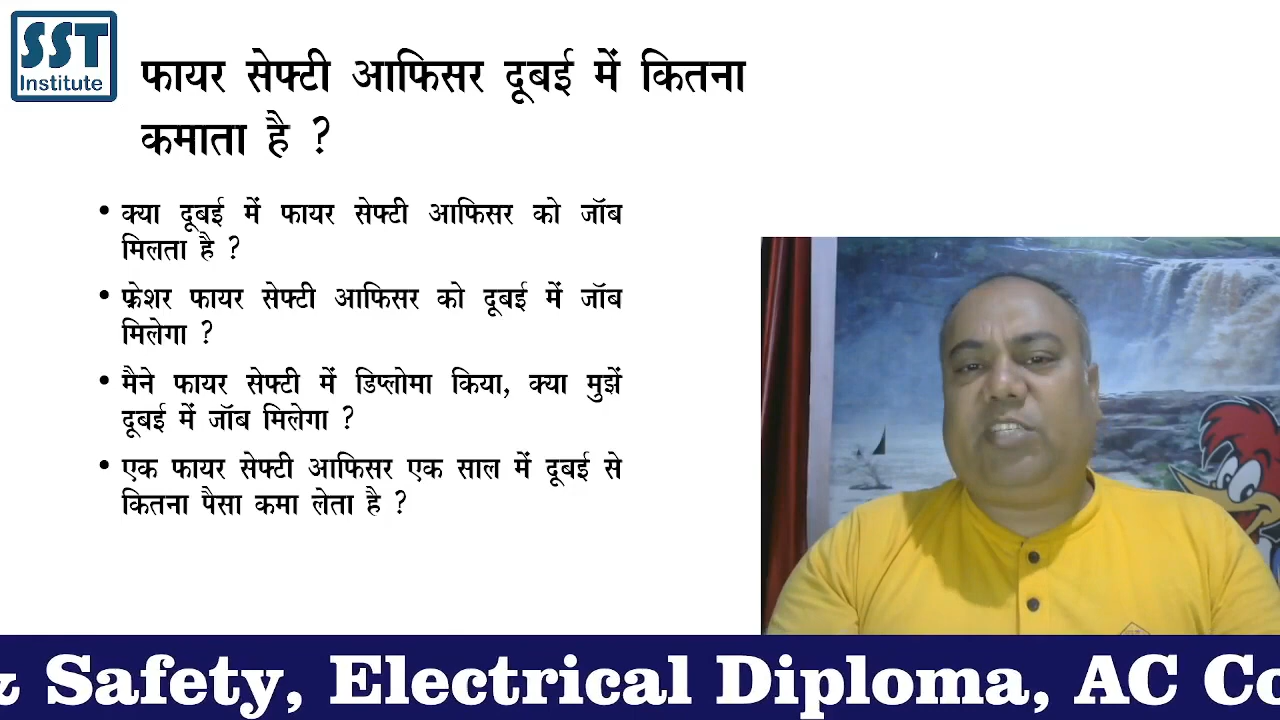 SST
Institute
फायर सेफ्टी आफिसर दूबई में कितना
कमाता है ?
• क्या दूबई में फायर सेफ्टी आफिसर को जॉब
मिलता है ?
• फ्रेशर फायर सेफ्टी आफिसर को दूबई में जॉब
मिलेगा ?
• मैने फायर सेफ्टी में डिप्लोमा किया, क्या मुझें
दूबई में जॉब मिलेगा ?
• एक फायर सेफ्टी आफिसर एक साल में दूबई से
कितना पैसा कमा लेता है ?
& Safety, Electrical Diploma, AC Co